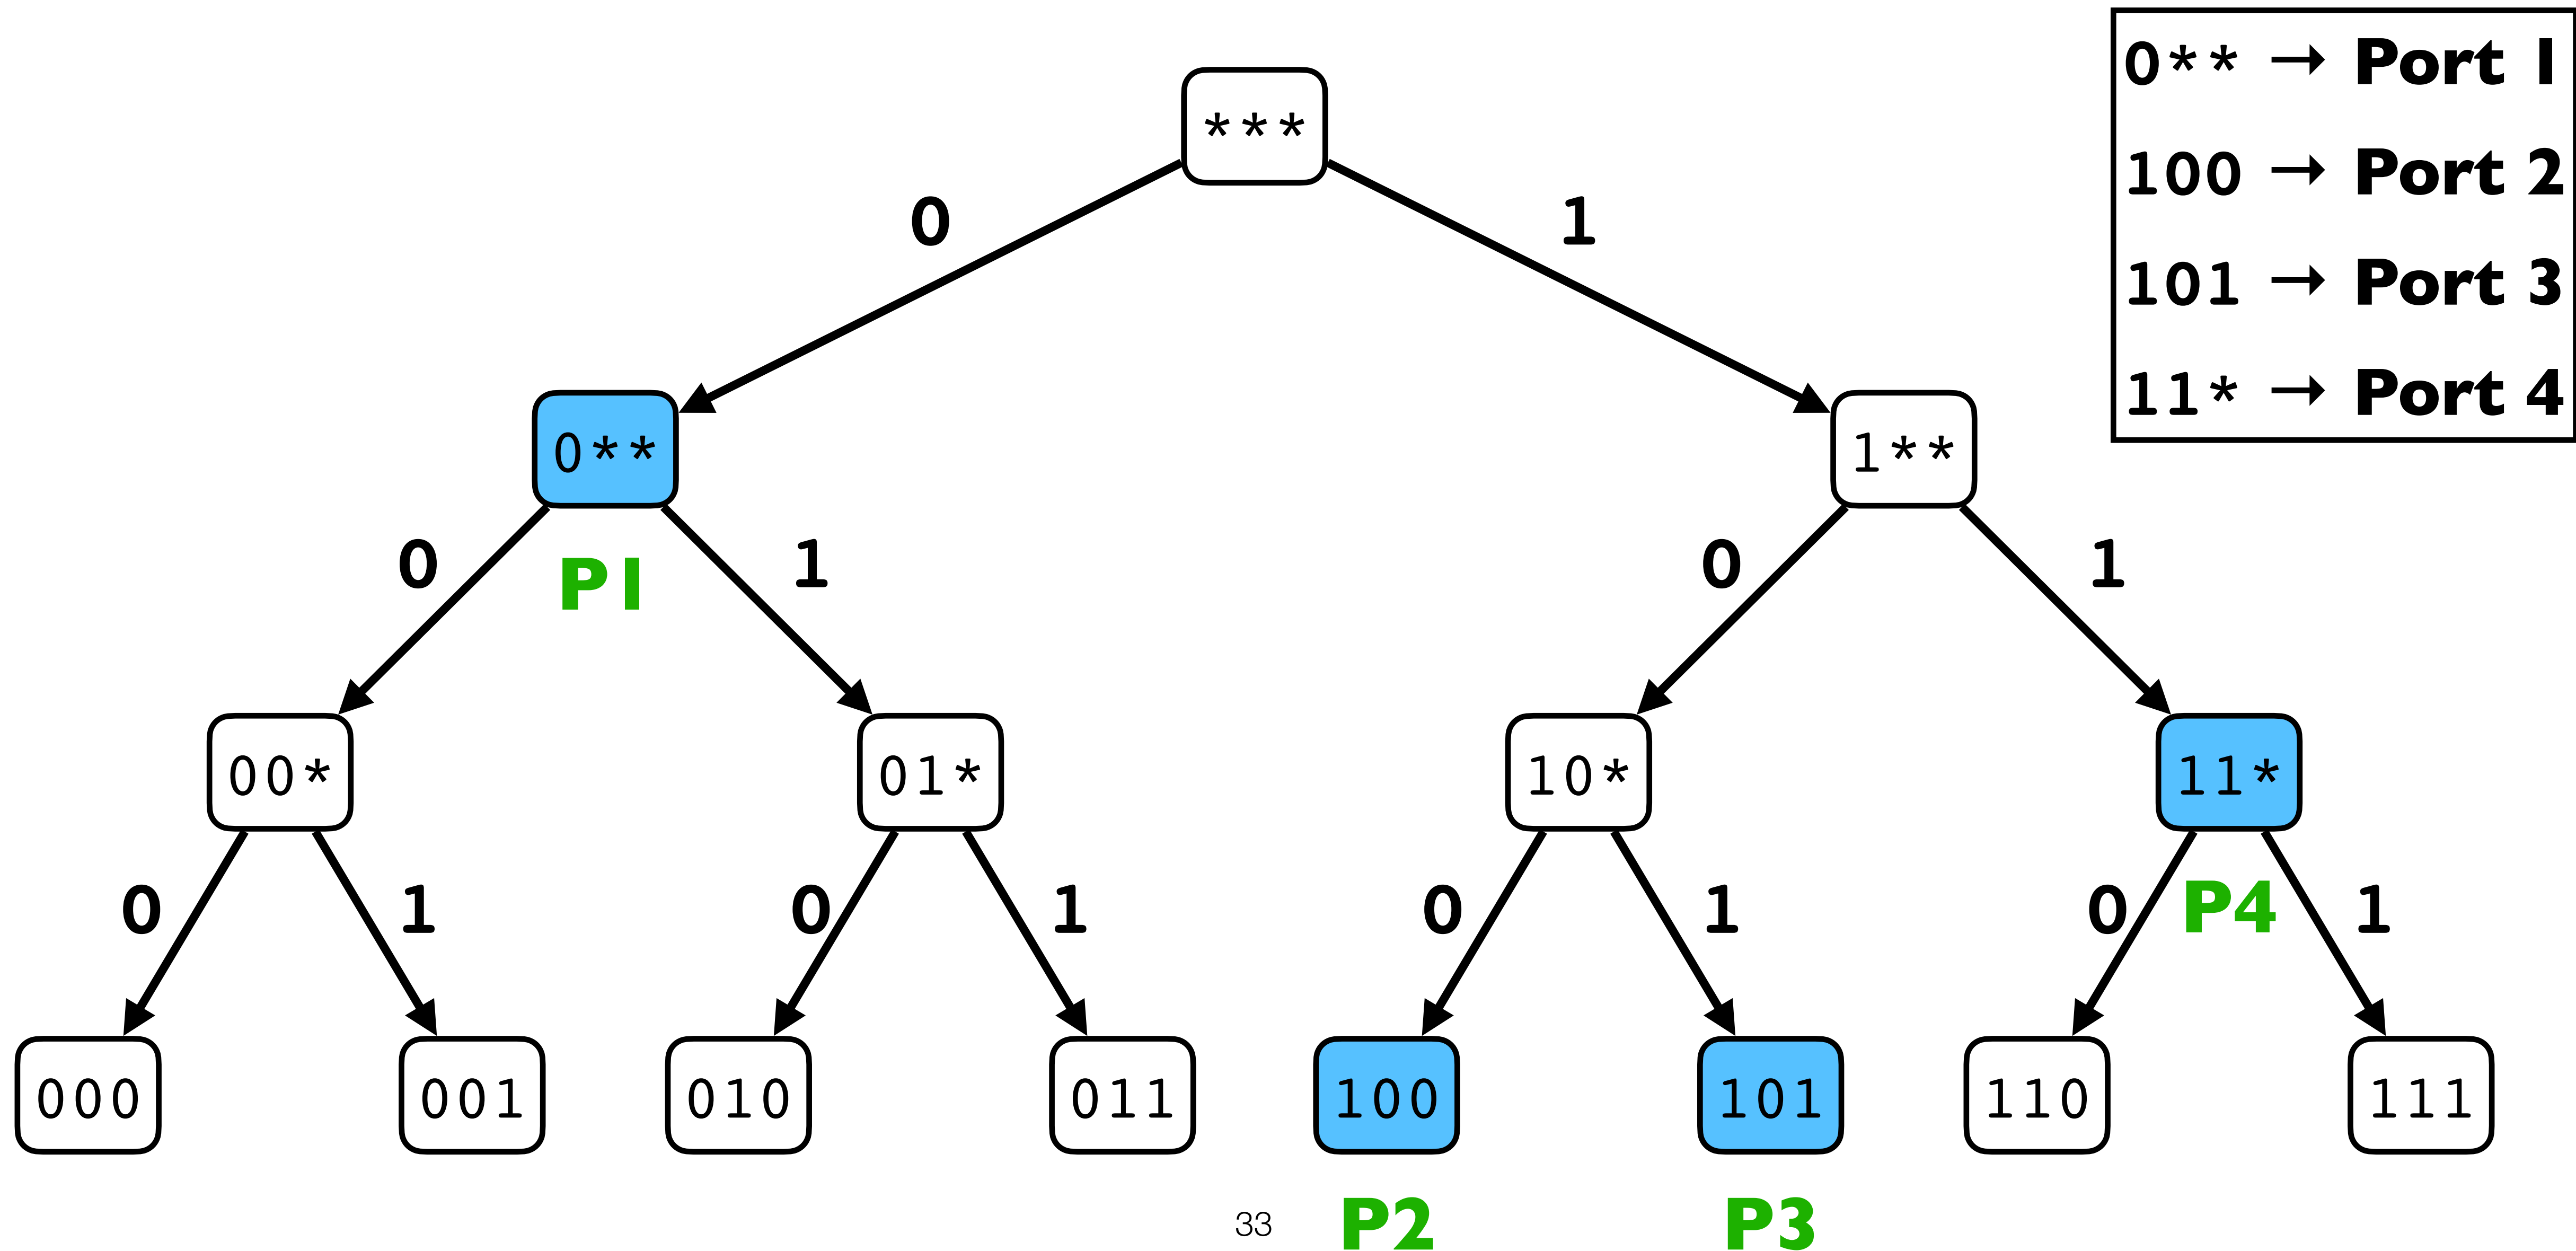 0** → Port 1
100 → Port 2
101 → Port 3
11* → Port 4
***
0 1
0** 1**
0 P1 1 0 1
00* 01* 10* 11*
0 1 0 1 0 1 0 P4 1
000 001 010 011 100 101 110 111
33 P2 P3